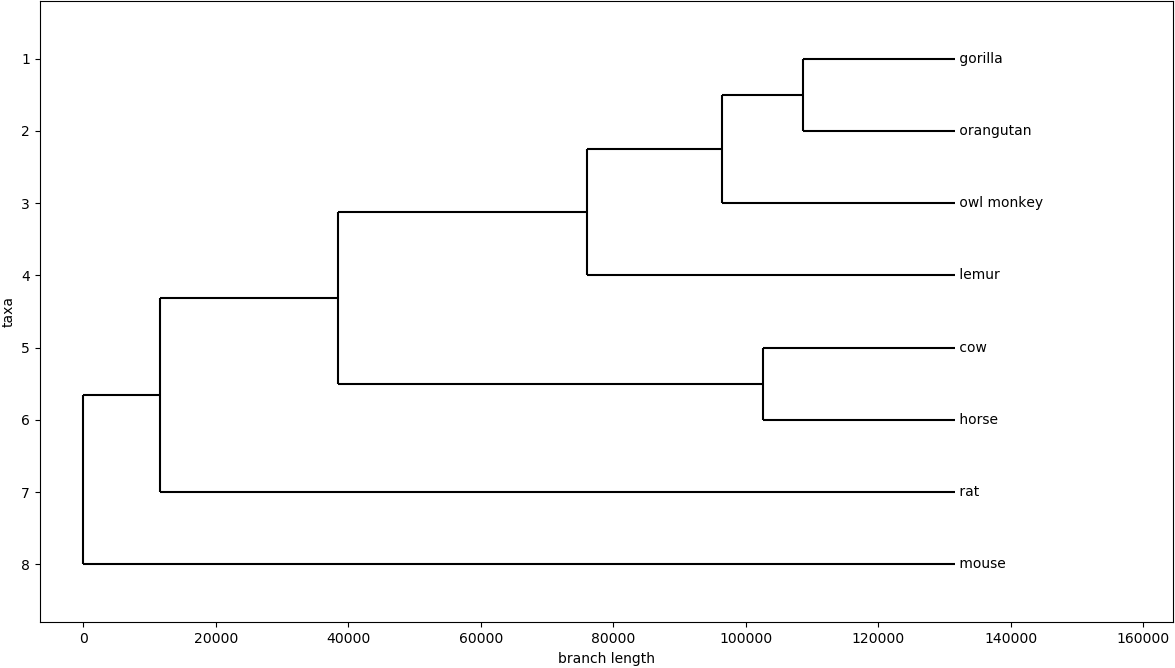 1
gorilla
2
orangutan
3
owl monkey
4
lemur
taxa
5
cow
6
horse
7
rat
8
mouse
0 20000 40000 60000 80000 100000 120000 140000 160000
branch length